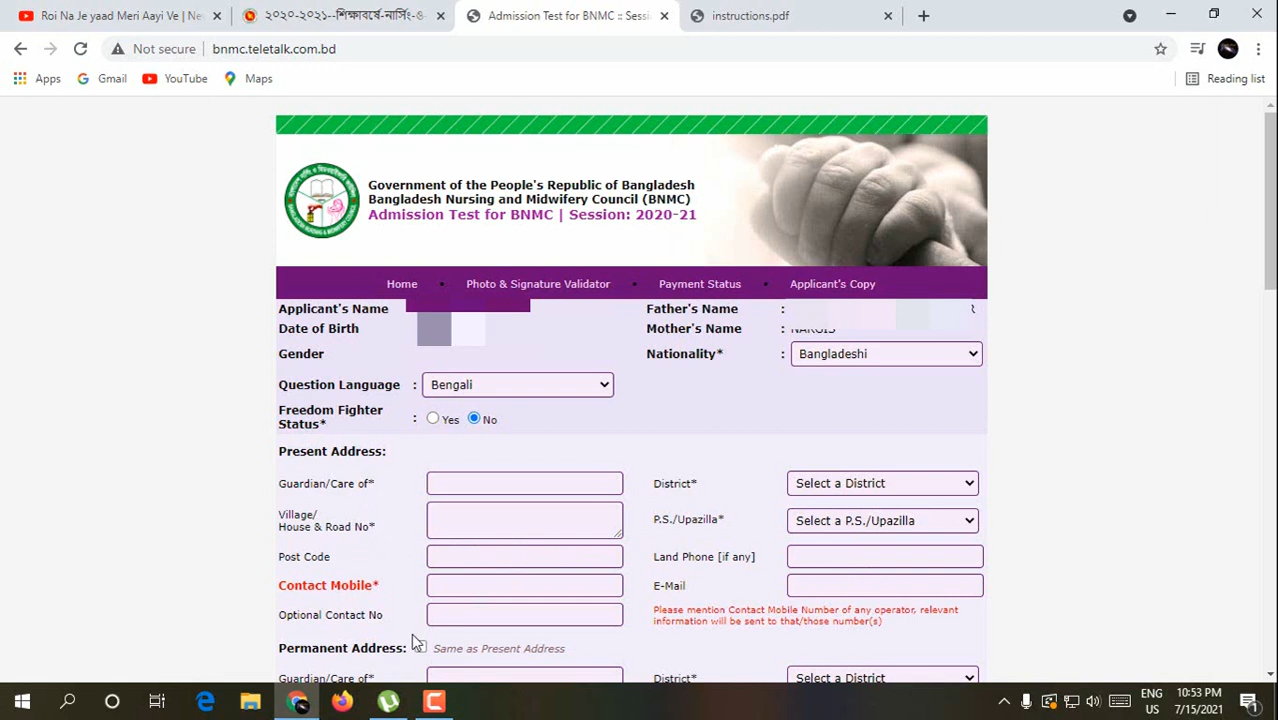 Roi Na Je yaad Meri Aayi Ve | Ne
২০২০-২০২১--শিক্ষাবর্ষে-নার্সিং-ও-
Admission Test for BNMC :: Sessi
instructions.pdf
Not secure | bnmc.teletalk.com.bd
Apps Gmail YouTube Maps Reading list
Government of the People's Republic of Bangladesh
Bangladesh Nursing and Midwifery Council (BNMC)
Admission Test for BNMC | Session: 2020-21
Home Photo & Signature Validator Payment Status Applicant's Copy
Applicant's Name Father's Name : R
Date of Birth Mother's Name : NARGIS
Gender Nationality* : Bangladeshi
Question Language : Bengali
Freedom Fighter
Status* : Yes No
Present Address:
Guardian/Care of* District* Select a District
Village/
House & Road No* P.S./Upazilla* Select a P.S./Upazilla
Post Code Land Phone [if any]
Contact Mobile* E-Mail
Optional Contact No Please mention Contact Mobile Number of any operator, relevant
information will be sent to that/those number(s)
Permanent Address: Same as Present Address
Guardian/Care of* District* Select a District
ENG 10:53 PM
US 7/15/2021 1